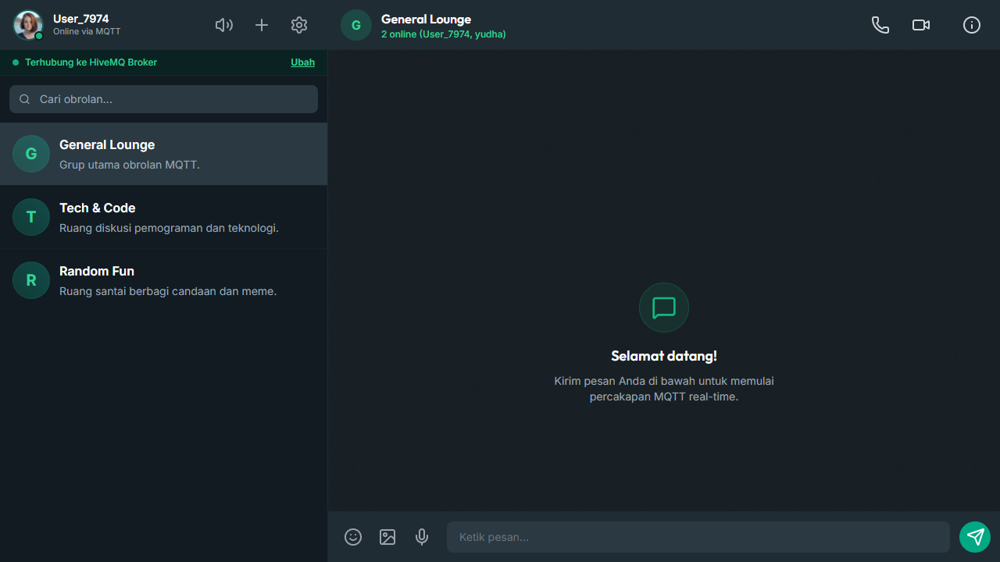 User_7974
Online via MQTT
Terhubung ke HiveMQ Broker
Ubah
Cari obrolan...
G
General Lounge
Grup utama obrolan MQTT.
T
Tech & Code
Ruang diskusi pemograman dan teknologi.
R
Random Fun
Ruang santai berbagi candaan dan meme.
G
General Lounge
2 online (User_7974, yudha)
Selamat datang!
Kirim pesan Anda di bawah untuk memulai
percakapan MQTT real-time.
Ketik pesan...